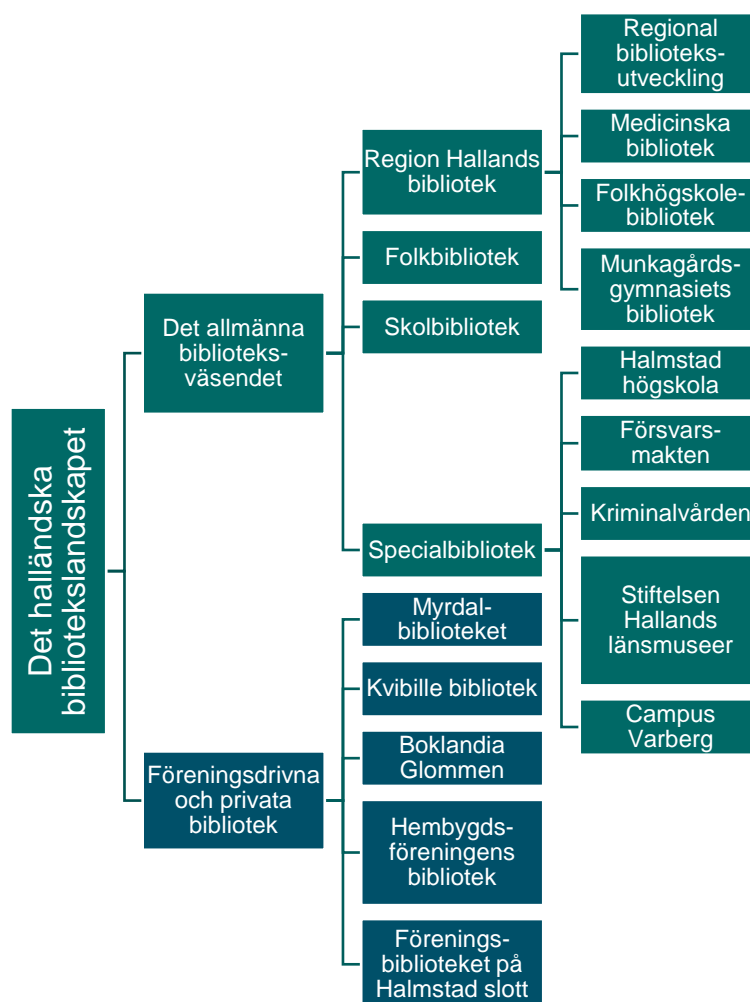 Det halländska
bibliotekslandskapet
Det allmänna
biblioteks-
väsendet
Region Hallands
bibliotek
Regional
biblioteks-
utveckling
Medicinska
bibliotek
Folkhögskole-
bibliotek
Munkagårds-
gymnasiets
bibliotek
Folkbibliotek
Skolbibliotek
Specialbibliotek
Halmstad
högskola
Försvars-
makten
Kriminalvården
Stiftelsen
Hallands
länsmuseer
Campus
Varberg
Föreningsdrivna
och privata
bibliotek
Myrdal-
biblioteket
Kvibille bibliotek
Boklandia
Glommen
Hembygds-
föreningens
bibliotek
Förenings-
biblioteket på
Halmstad slott